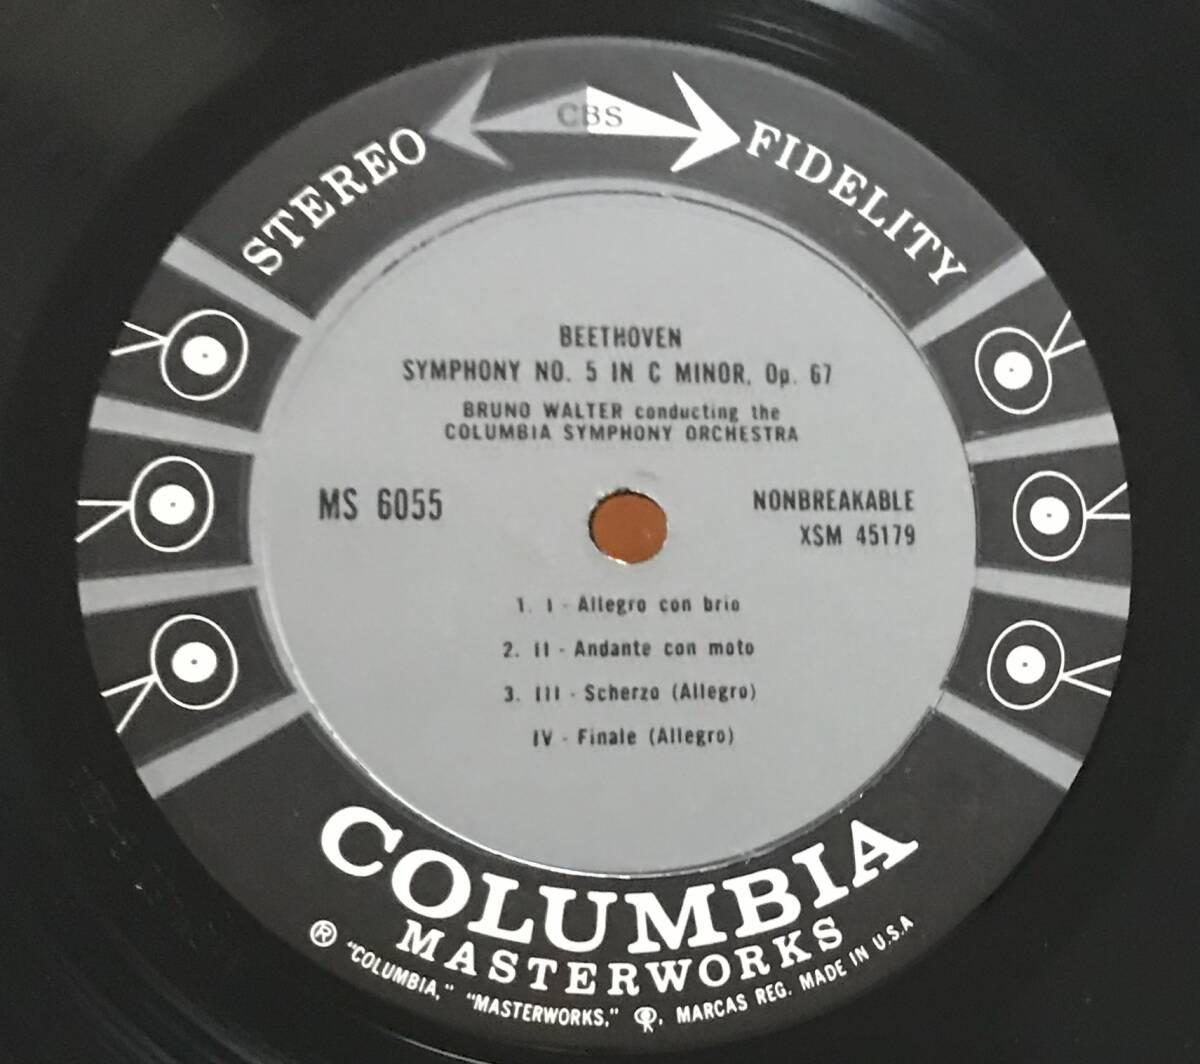 STEREO CBS FIDELITY
BEETHOVEN
SYMPHONY NO. 5 IN C MINOR, Op. 67
BRUNO WALTER conducting the
COLUMBIA SYMPHONY ORCHESTRA
MS 6055
NONBREAKABLE
XSM 45179
1. I - Allegro con brio
2. II - Andante con moto
3. III - Scherzo (Allegro)
IV - Finale (Allegro)
COLUMBIA
MASTERWORKS
® "COLUMBIA," "MASTERWORKS," , MARCAS REG. MADE IN U.S.A